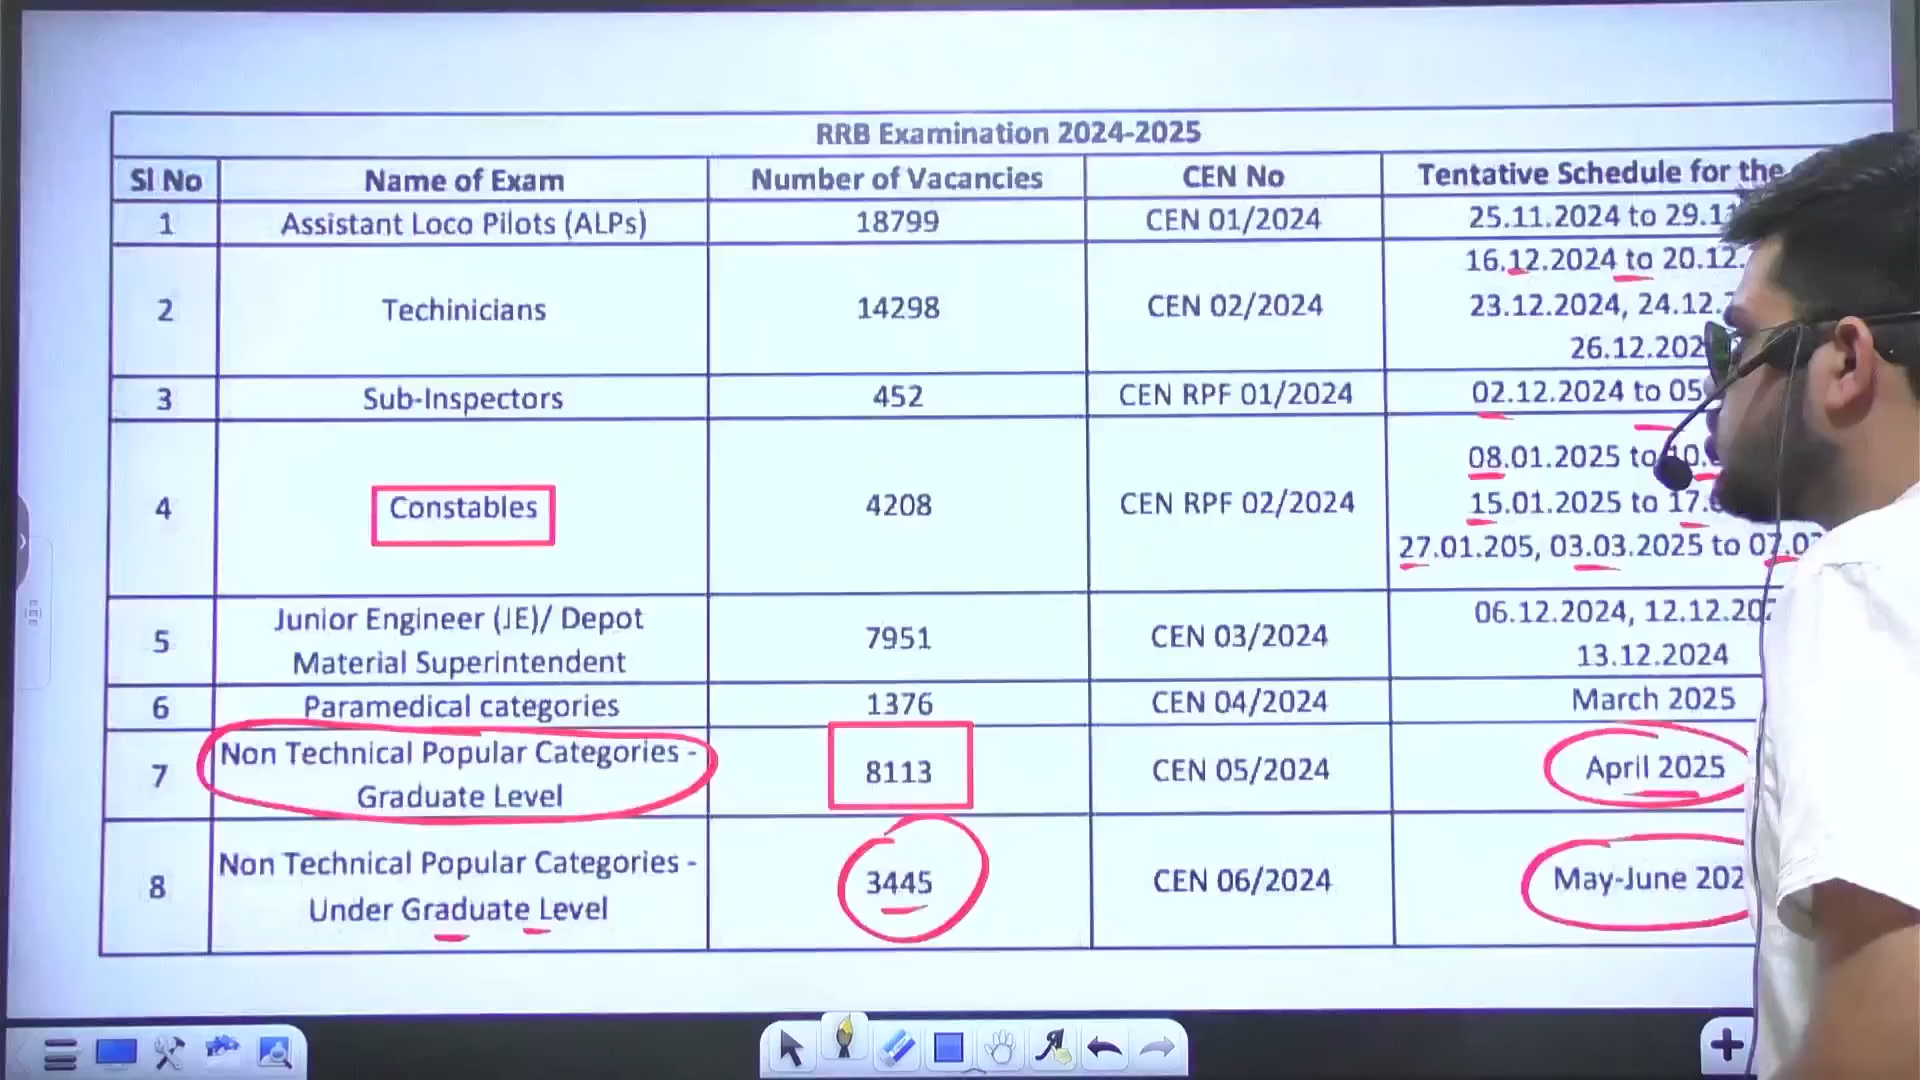 RRB Examination 2024-2025
Sl No Name of Exam Number of Vacancies CEN No Tentative Schedule for the
1 Assistant Loco Pilots (ALPs) 18799 CEN 01/2024 25.11.2024 to
2 Techinicians 14298 CEN 02/2024 16.12.2024 to 20.12.
23.12.2024, 24.12.
26.12.202
3 Sub-Inspectors 452 CEN RPF 01/2024 02.12.2024 to 05
4 Constables 4208 CEN RPF 02/2024 08.01.2025 to
15.01.2025 to 17.
27.01.205, 03.03.2025 to 07.
5 Junior Engineer (JE)/ Depot
Material Superintendent 7951 CEN 03/2024 06.12.2024, 12.12.
13.12.2024
6 Paramedical categories 1376 CEN 04/2024 March 2025
7 Non Technical Popular Categories -
Graduate Level 8113 CEN 05/2024 April 2025
8 Non Technical Popular Categories -
Under Graduate Level 3445 CEN 06/2024 May-June 202